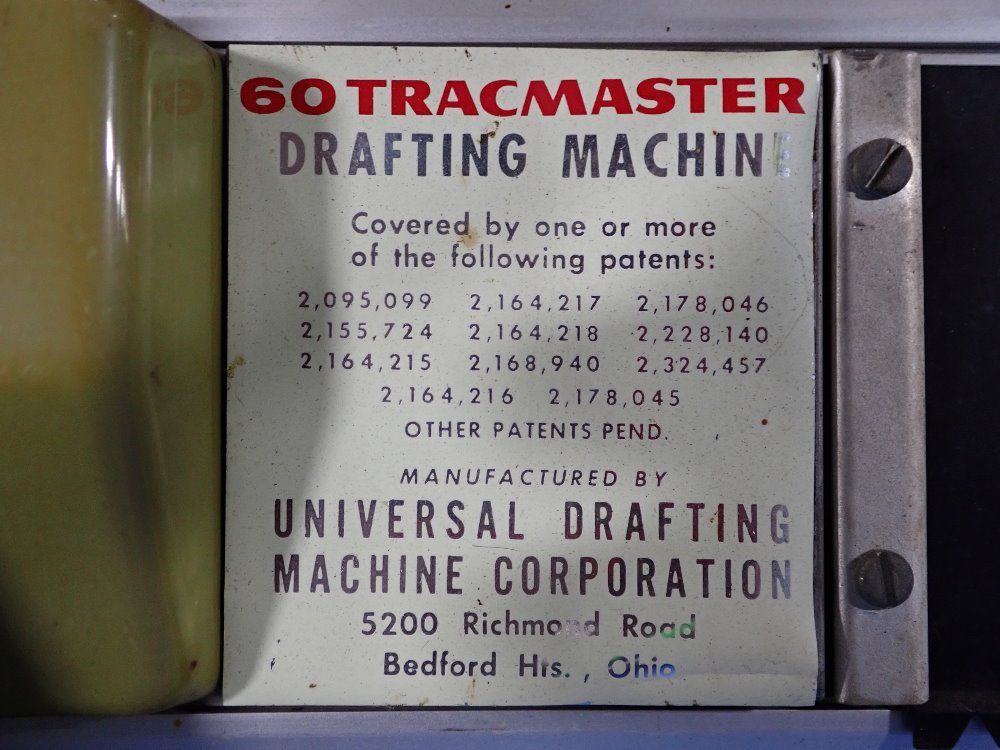 60 TRACMASTER
DRAFTING MACHINE
Covered by one or more
of the following patents:
2,095,099 2,164,217 2,178,046
2,155,724 2,164,218 2,228,140
2,164,215 2,168,940 2,324,457
2,164,216 2,178,045
OTHER PATENTS PEND.
MANUFACTURED BY
UNIVERSAL DRAFTING
MACHINE CORPORATION
5200 Richmond Road
Bedford Hts., Ohio